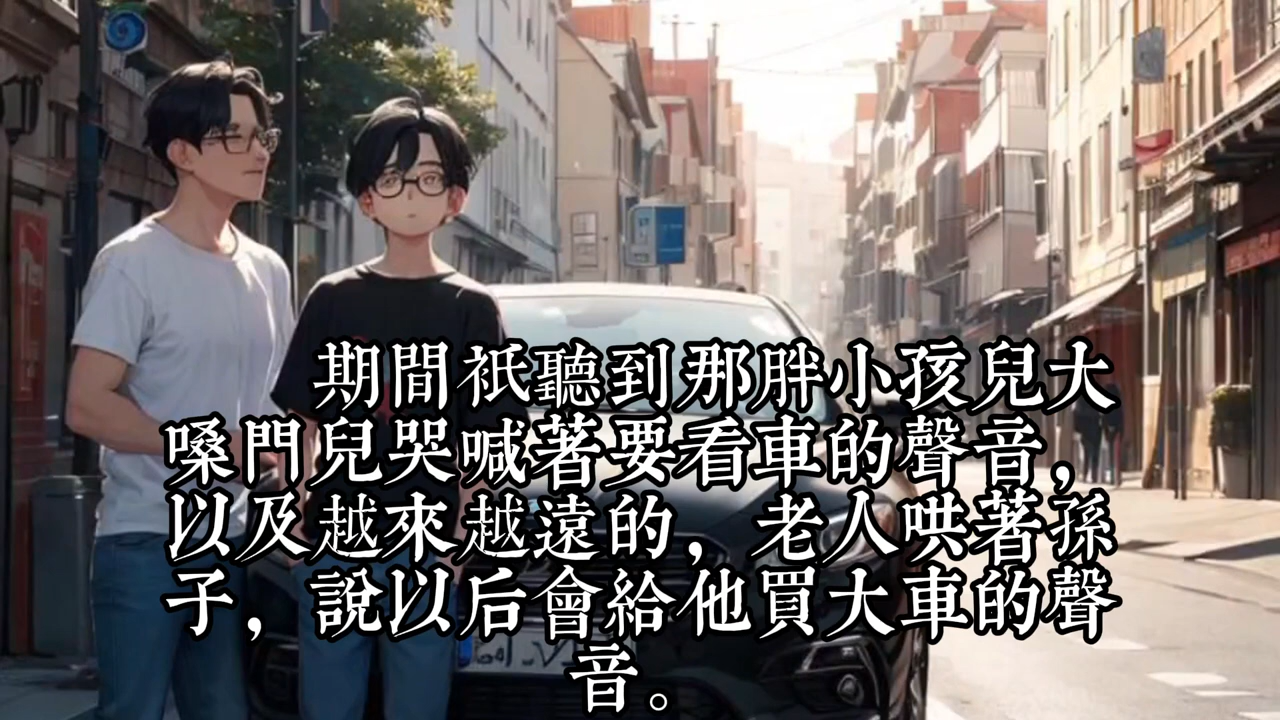 期間祇聽到那胖小孩兒大
嗓門兒哭喊著要看車的聲音，
以及越來越遠的，老人哄著孫
子，說以后會給他買大車的聲
音。